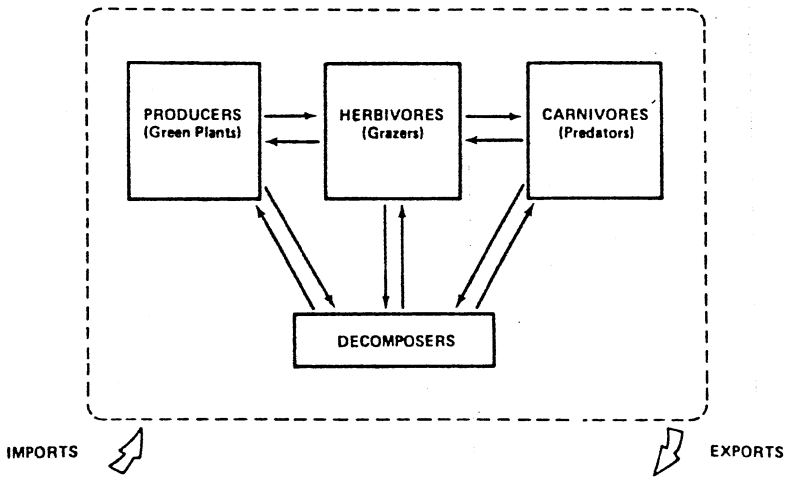 PRODUCERS
(Green Plants)
HERBIVORES
(Grazers)
CARNIVORES
(Predators)
DECOMPOSERS
IMPORTS
EXPORTS